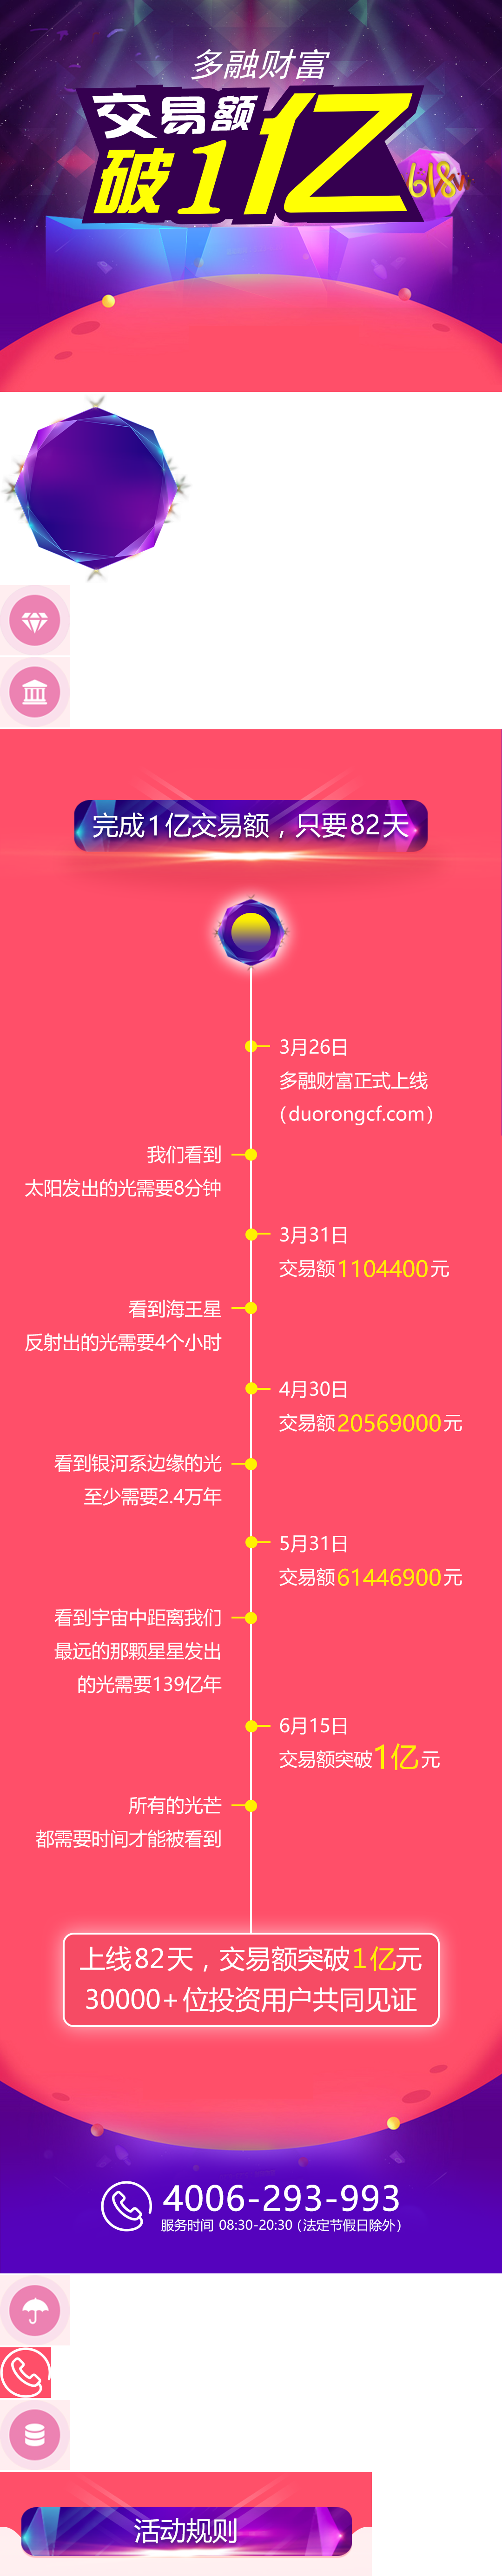 多融财富
交易额
破1亿
618
完成1亿交易额，只要82天
3月26日
多融财富正式上线
（duorongcf.com）
我们看到
太阳发出的光需要8分钟
3月31日
交易额1104400元
看到海王星
反射出的光需要4个小时
4月30日
交易额20569000元
看到银河系边缘的光
至少需要2.4万年
5月31日
交易额61446900元
看到宇宙中距离我们
最远的那颗星星发出
的光需要139亿年
6月15日
交易额突破1亿元
所有的光芒
都需要时间才能被看到
上线82天，交易额突破1亿元
30000+位投资用户共同见证
4006-293-993
服务时间 08:30-20:30（法定节假日除外）
活动规则